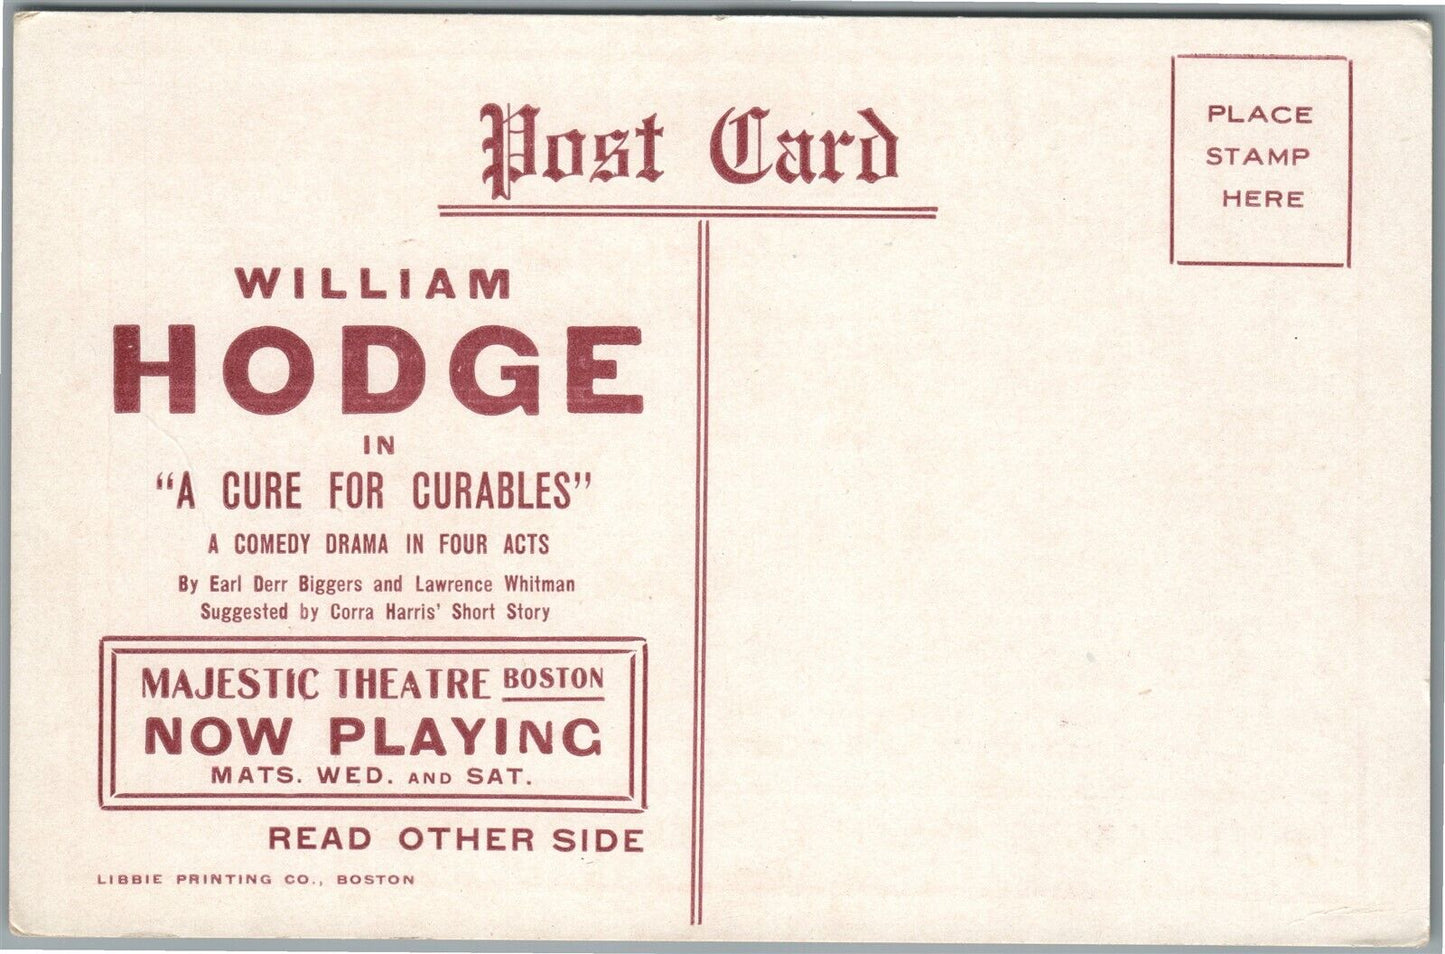 Post Card
PLACE
STAMP
HERE
WILLIAM
HODGE
IN
"A CURE FOR CURABLES"
A COMEDY DRAMA IN FOUR ACTS
By Earl Derr Biggers and Lawrence Whitman
Suggested by Corra Harris' Short Story
MAJESTIC THEATRE BOSTON
NOW PLAYING
MATS. WED. AND SAT.
READ OTHER SIDE
LIBBIE PRINTING CO., BOSTON